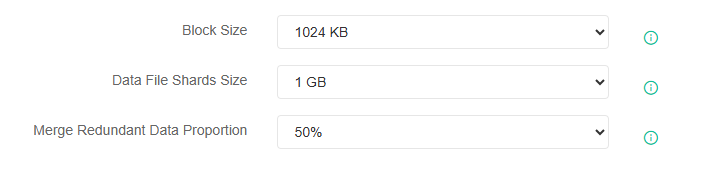 Block Size 1024 KB
Data File Shards Size 1 GB
Merge Redundant Data Proportion 50%